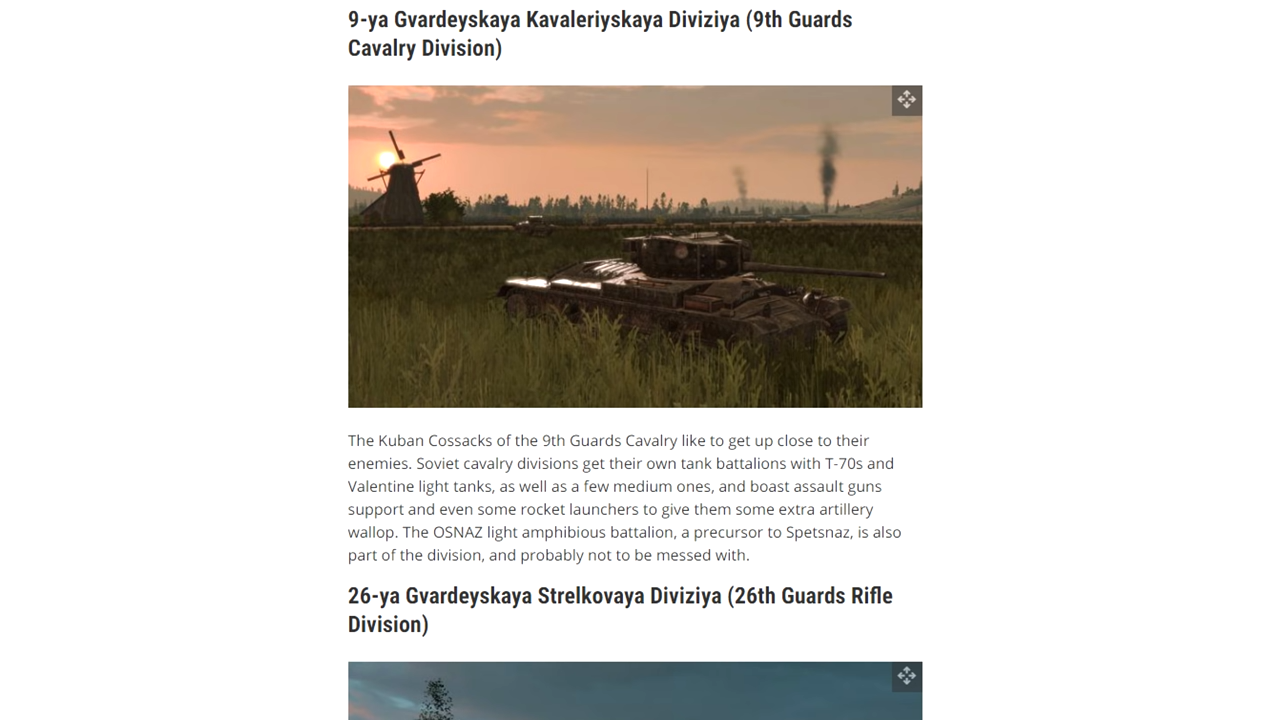 9-ya Gvardeyskaya Kavaleriyskaya Diviziya (9th Guards
Cavalry Division)
The Kuban Cossacks of the 9th Guards Cavalry like to get up close to their
enemies. Soviet cavalry divisions get their own tank battalions with T-70s and
Valentine light tanks, as well as a few medium ones, and boast assault guns
support and even some rocket launchers to give them some extra artillery
wallop. The OSNAZ light amphibious battalion, a precursor to Spetsnaz, is also
part of the division, and probably not to be messed with.
26-ya Gvardeyskaya Strelkovaya Diviziya (26th Guards Rifle
Division)